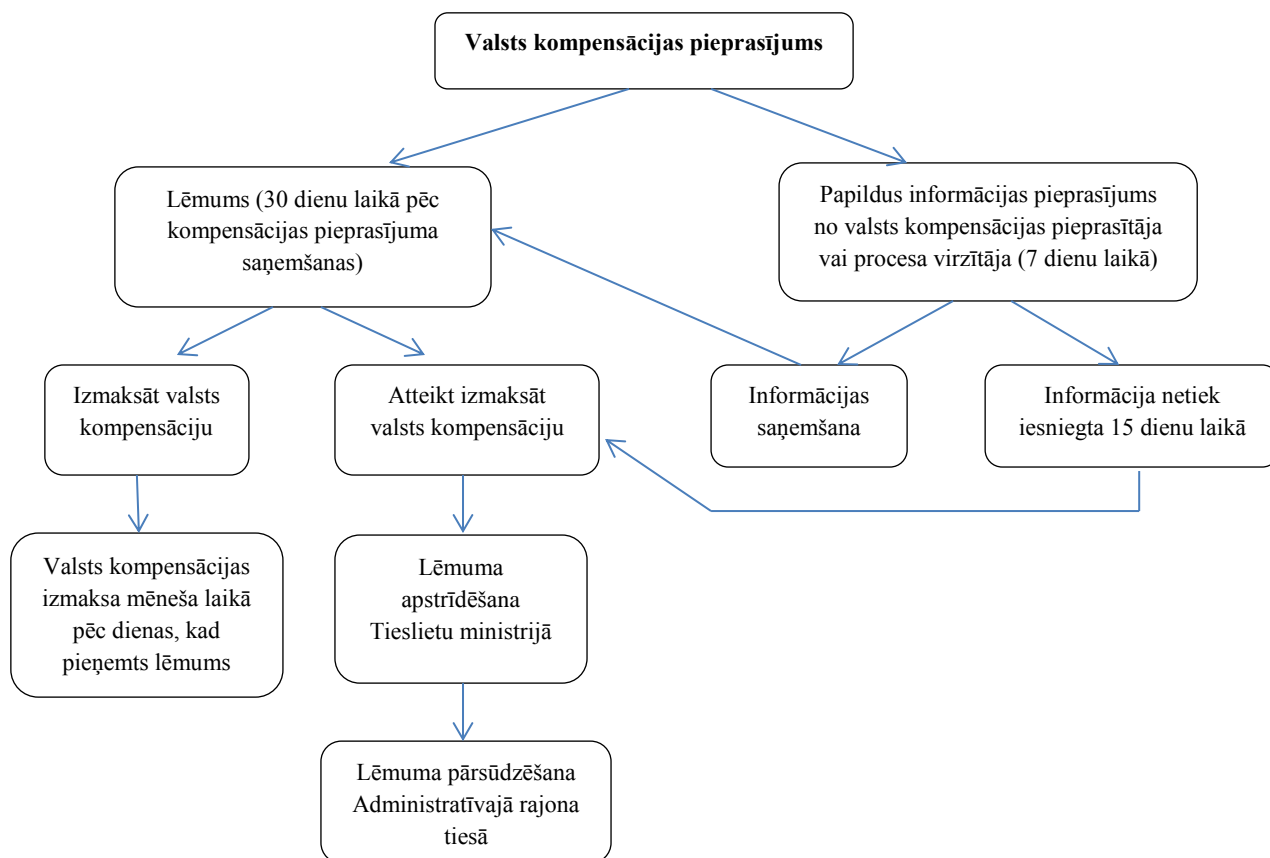 Valsts kompensācijas pieprasījums
Lēmums (30 dienu laikā pēc
kompensācijas pieprasījuma
saņemšanas)
Papildus informācijas pieprasījums
no valsts kompensācijas pieprasītāja
vai procesa virzītāja (7 dienu laikā)
Izmaksāt valsts
kompensāciju
Atteikt izmaksāt
valsts kompensāciju
Informācijas
saņemšana
Informācija netiek
iesniegta 15 dienu laikā
Valsts kompensācijas
izmaksa mēneša laikā
pēc dienas, kad
pieņemts lēmums
Lēmuma
apstrīdēšana
Tieslietu ministrijā
Lēmuma pārsūdzēšana
Administratīvajā rajona
tiesā